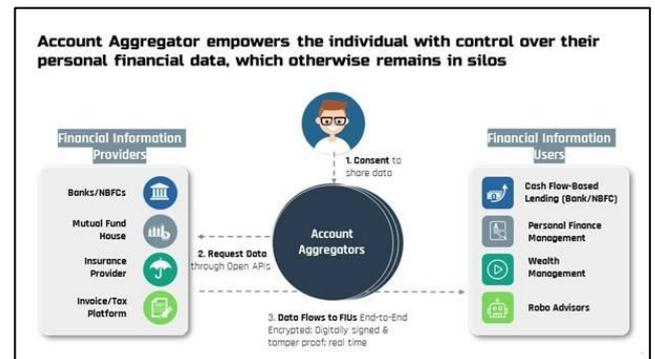 Account Aggregator empowers the individual with control over their
personal financial data, which otherwise remains in silos
Financial Information
Providers
Banks/NBFCs
Mutual Fund
House
Insurance
Provider
Invoice/Tax
Platform
1. Consent to
share data
Account
Aggregators
2. Request Data
through Open APIs
3. Data Flows to FIUs End-to-End
Encrypted; Digitally signed &
tamper proof; real time
Financial Information
Users
Cash Flow-Based
Lending (Bank/NBFC)
Personal Finance
Management
Wealth
Management
Robo Advisors